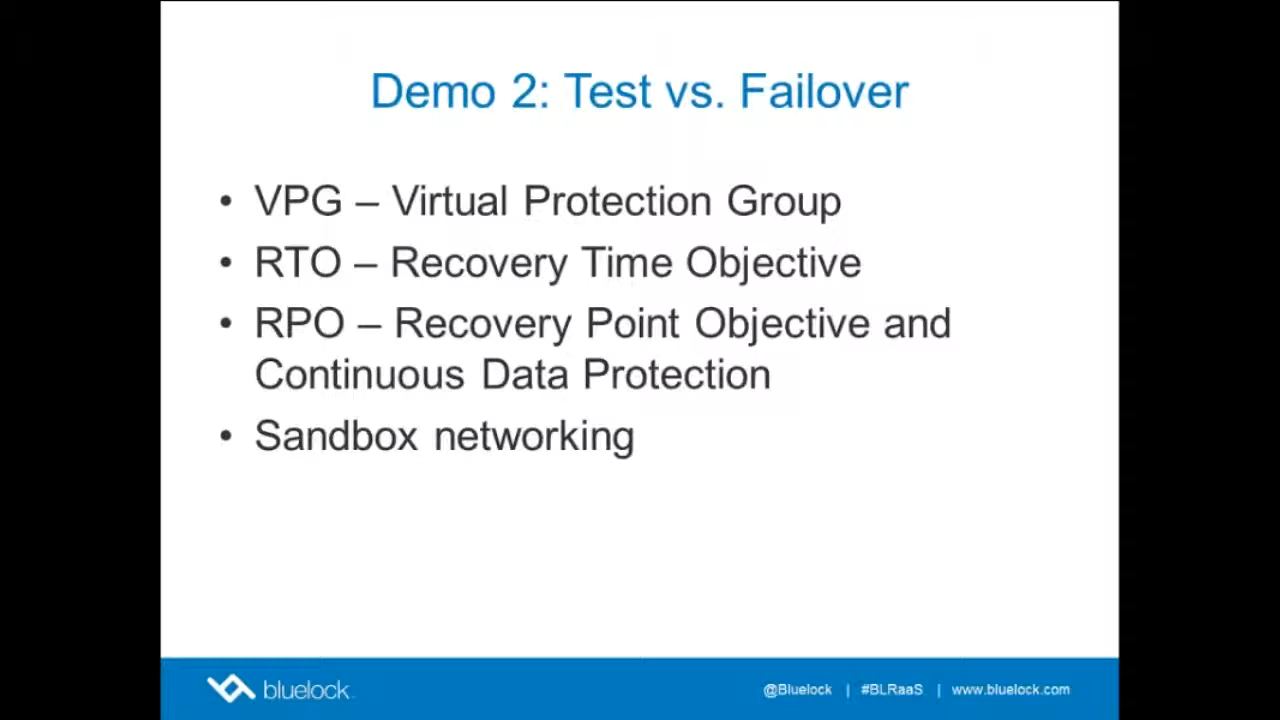 Demo 2: Test vs. Failover
• VPG – Virtual Protection Group
• RTO – Recovery Time Objective
• RPO – Recovery Point Objective and
Continuous Data Protection
• Sandbox networking
bluelock
@Bluelock | #BLRaaS | www.bluelock.com